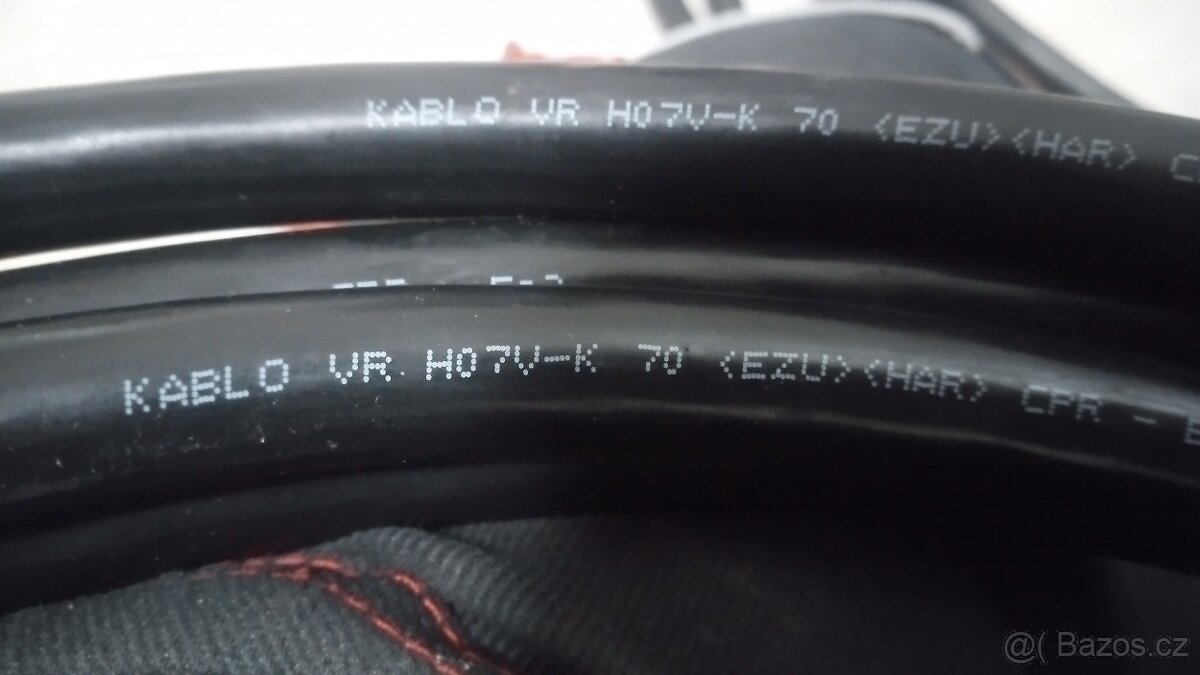 KABLO VR H07V-K 70 <EZU><HAR>
KABLO VR H07V-K 70 <EZU><HAR> CPR - E
@( Bazos.cz